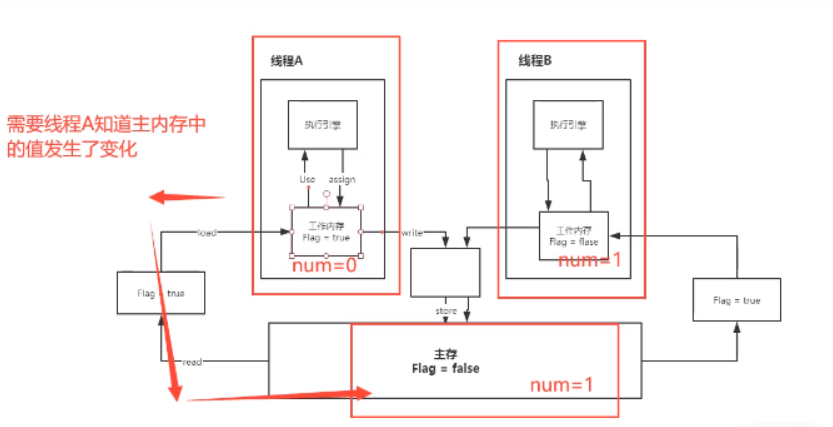 线程A
线程B
需要线程A知道主内存中
的值发生了变化
执行引擎
执行引擎
Use
assign
工作内存
Flag = true
工作内存
Flag = flase
load
write
num=0
num=1
Flag = true
Flag = true
store
read
主存
Flag = false
num=1